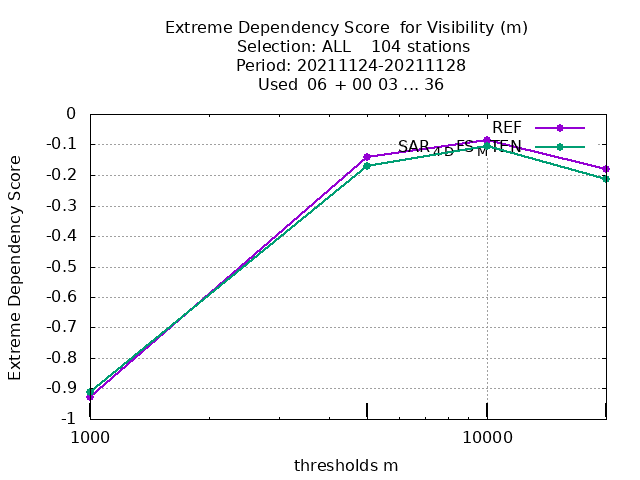 Extreme Dependency Score  for Visibility (m)
Selection: ALL    104 stations
Period: 20211124-20211128
Used  06 + 00 03 ... 36
REF
SAR4DESMTEN
0
-0.1
-0.2
-0.3
-0.4
-0.5
-0.6
-0.7
-0.8
-0.9
-1
Extreme Dependency Score
1000 10000
thresholds m